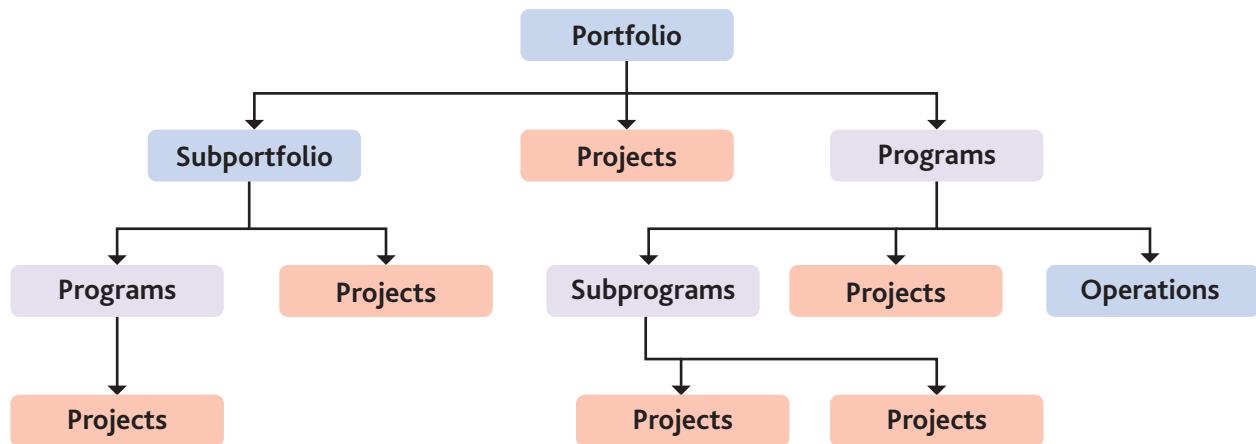 Portfolio
Subportfolio
Projects
Programs
Programs
Projects
Subprograms
Projects
Operations
Projects
Projects
Projects